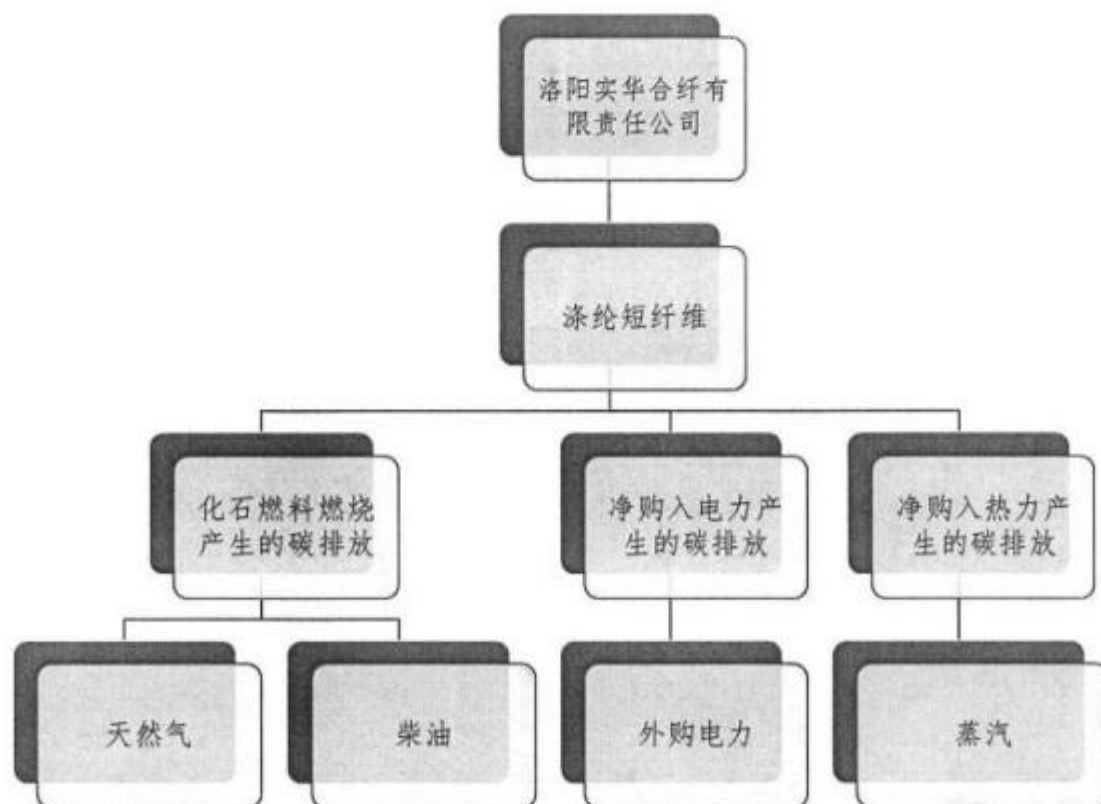 洛阳实华合纤有
限责任公司
涤纶短纤维
化石燃料燃烧
产生的碳排放
净购入电力产
生的碳排放
净购入热力产
生的碳排放
天然气
柴油
外购电力
蒸汽